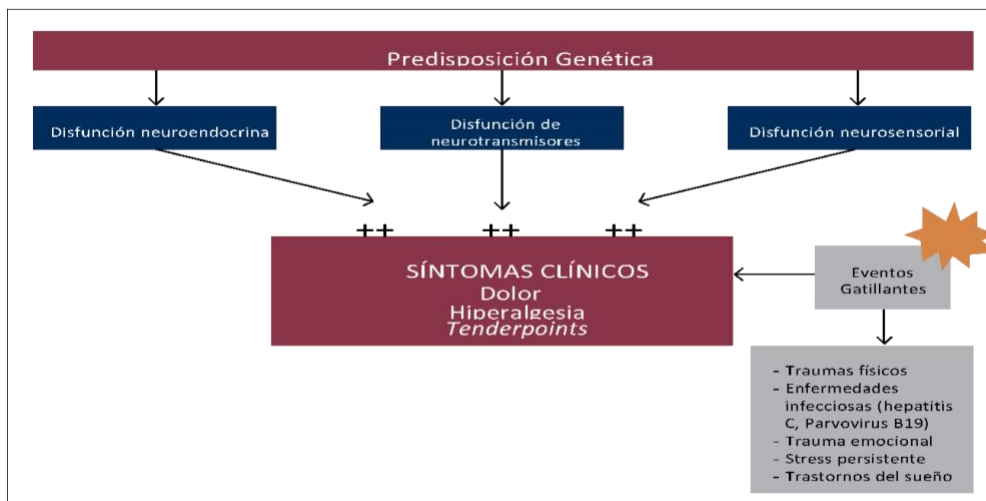 Predisposición Genética
Disfunción neuroendocrina
Disfunción de
neurotransmisores
Disfunción neurosensorial
++ ++ ++
SÍNTOMAS CLÍNICOS
Dolor
Hiperalgesia
Tenderpoints
Eventos
Gatillantes
- Traumas físicos
- Enfermedades
infecciosas (hepatitis
C, Parvovirus B19)
- Trauma emocional
- Stress persistente
- Trastornos del sueño